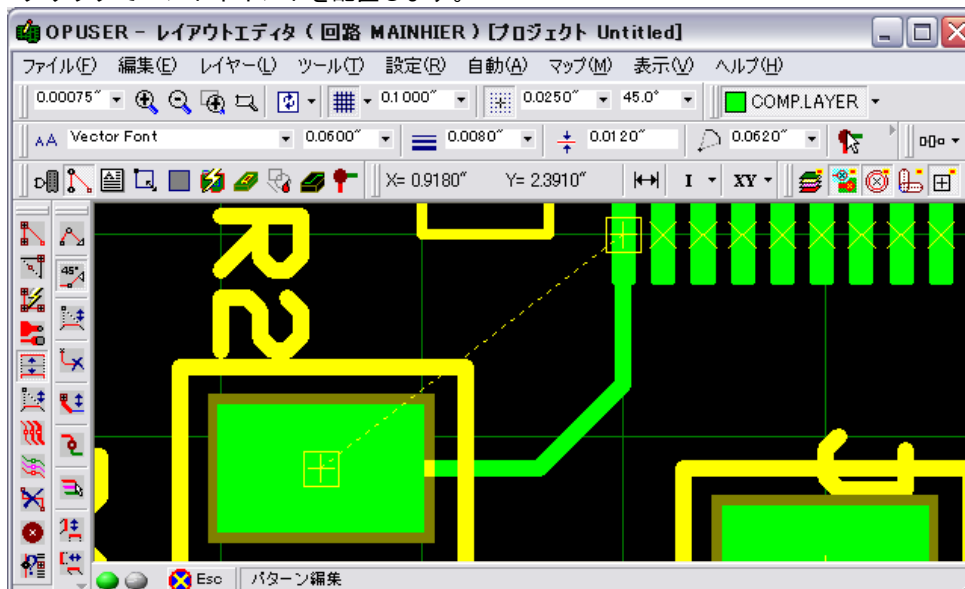 OPUSER - レイアウトエディタ ( 回路 MAINHIER ) [プロジェクト Untitled]
ファイル(F) 編集(E) レイヤー(L) ツール(T) 設定(R) 自動(A) マップ(M) 表示(V) ヘルプ(H)
0.00075" 0.1000" 0.0250" 45.0° COMP.LAYER
AA Vector Font 0.0600" 0.0080" 0.0120" 0.0620"
X= 0.9180" Y= 2.3910" I XY
45°
R2
Esc パターン編集